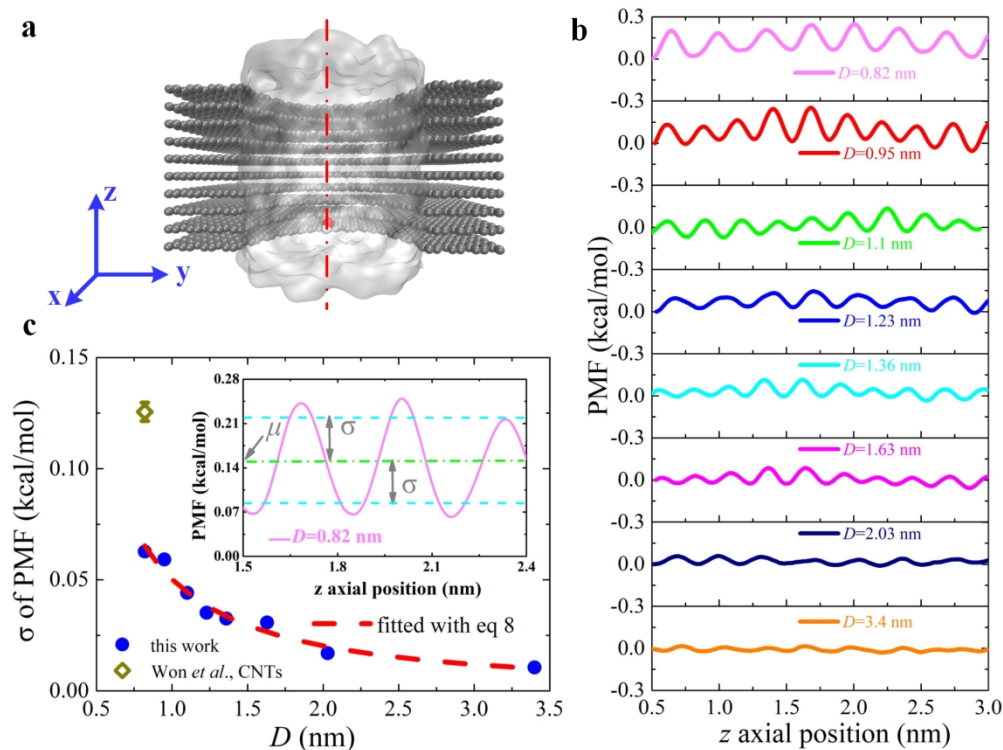 a
z
y
x
b
0.3
0.0
-0.3
D=0.82 nm
0.0
-0.3
D=0.95 nm
0.0
-0.3
D=1.1 nm
0.0
-0.3
D=1.23 nm
0.0
-0.3
D=1.36 nm
0.0
-0.3
D=1.63 nm
0.0
-0.3
D=2.03 nm
0.0
-0.3
D=3.4 nm
PMF (kcal/mol)
0.5 1.0 1.5 2.0 2.5 3.0
z axial position (nm)
c
0.15
0.10
0.05
0.00
σ of PMF (kcal/mol)
0.5 1.0 1.5 2.0 2.5 3.0 3.5
D (nm)
this work
Won et al., CNTs
fitted with eq 8
0.28
0.21
0.14
0.07
0.00
PMF (kcal/mol)
μ
σ
σ
D=0.82 nm
1.5 1.8 2.1 2.4
z axial position (nm)